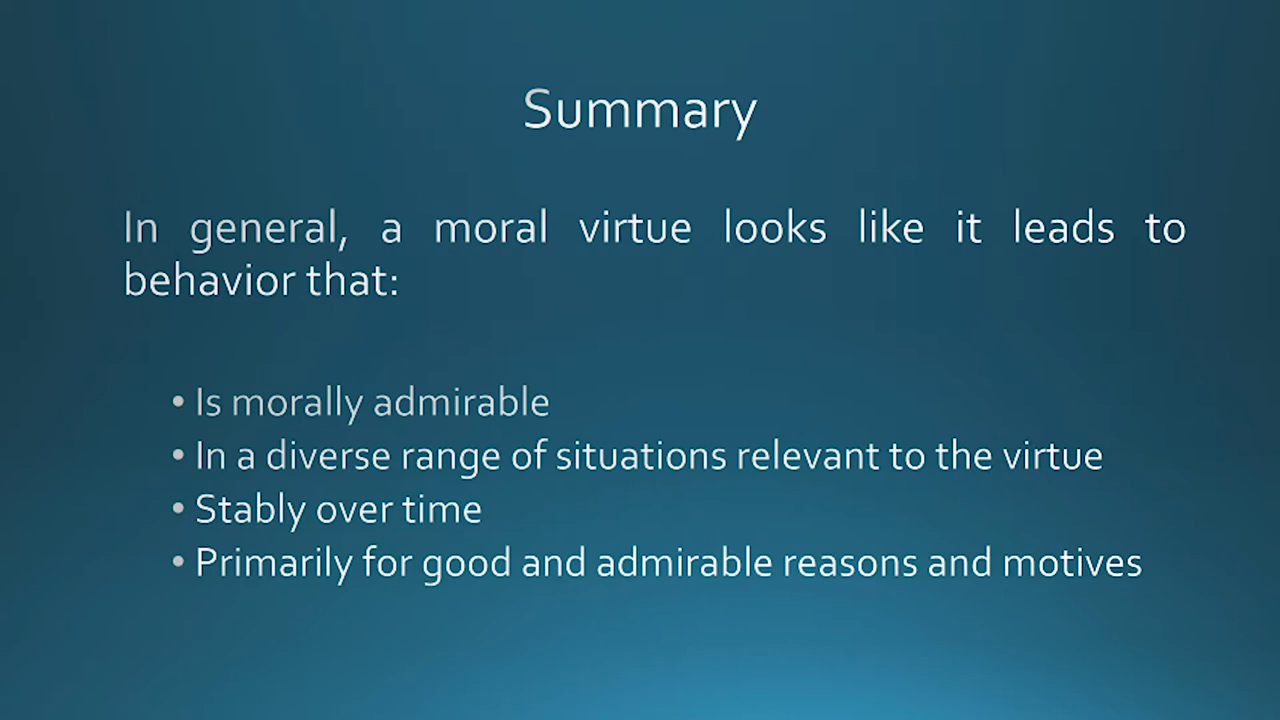 Summary
In general, a moral virtue looks like it leads to
behavior that:
• Is morally admirable
• In a diverse range of situations relevant to the virtue
• Stably over time
• Primarily for good and admirable reasons and motives